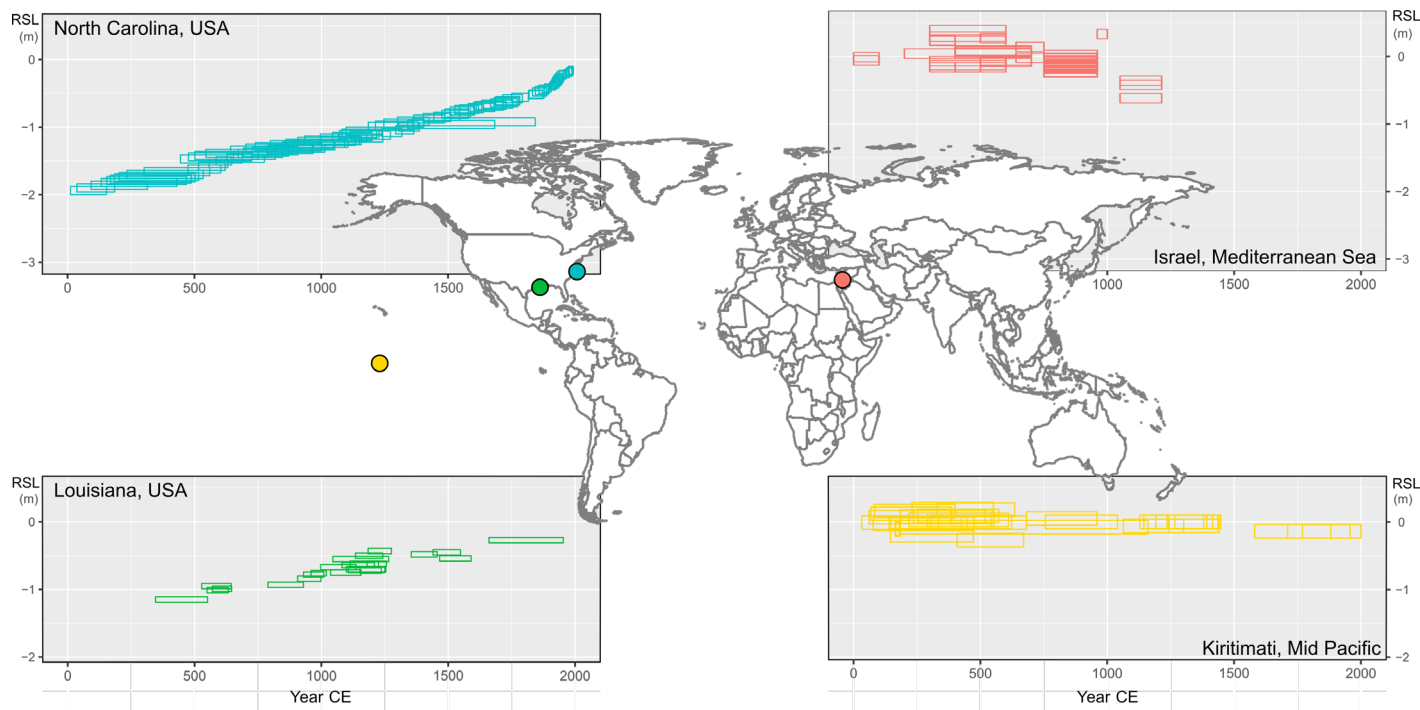 RSL
(m)
North Carolina, USA
0
−1
−2
−3
0
500
1000
1500
2000
RSL
(m)
0
−1
−2
−3
Israel, Mediterranean Sea
1000
1500
2000
RSL
(m)
Louisiana, USA
0
−1
−2
0
500
1000
1500
2000
Year CE
RSL
(m)
0
−1
−2
Kiritimati, Mid Pacific
0
500
1000
1500
2000
Year CE